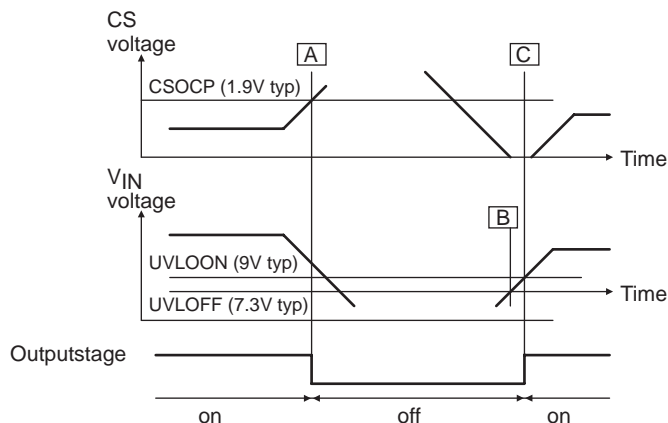 CS
voltage
A
C
CSOCP (1.9V typ)
Time
VIN
voltage
B
UVLOON (9V typ)
Time
UVLOFF (7.3V typ)
Outputstage
on
off
on